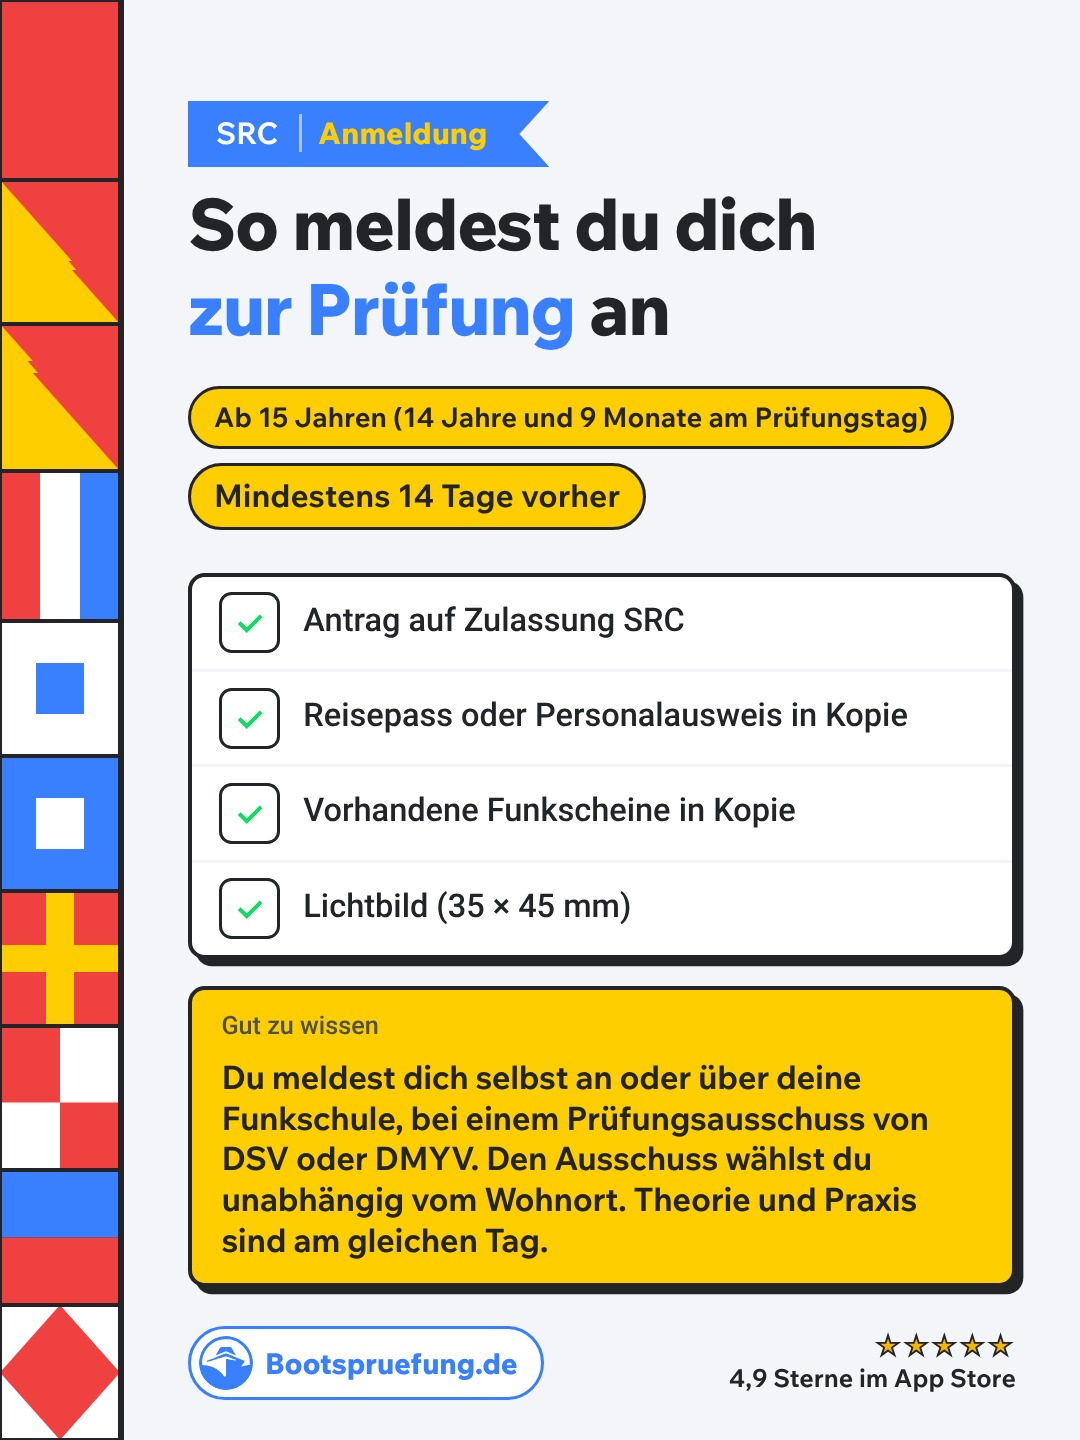 SRC | Anmeldung
So meldest du dich
zur Prüfung an
Ab 15 Jahren (14 Jahre und 9 Monate am Prüfungstag)
Mindestens 14 Tage vorher
Antrag auf Zulassung SRC
Reisepass oder Personalausweis in Kopie
Vorhandene Funkscheine in Kopie
Lichtbild (35 × 45 mm)
Gut zu wissen
Du meldest dich selbst an oder über deine
Funkschule, bei einem Prüfungsausschuss von
DSV oder DMYV. Den Ausschuss wählst du
unabhängig vom Wohnort. Theorie und Praxis
sind am gleichen Tag.
Bootspruefung.de
4,9 Sterne im App Store